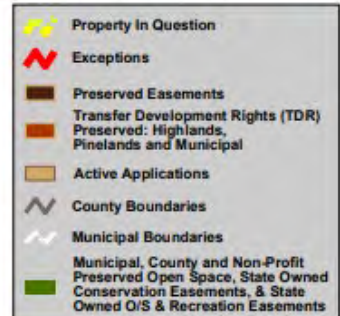 Property In Question
Exceptions
Preserved Easements
Transfer Development Rights (TDR)
Preserved: Highlands,
Pinelands and Municipal
Active Applications
County Boundaries
Municipal Boundaries
Municipal, County and Non-Profit
Preserved Open Space, State Owned
Conservation Easements, & State
Owned O/S & Recreation Easements